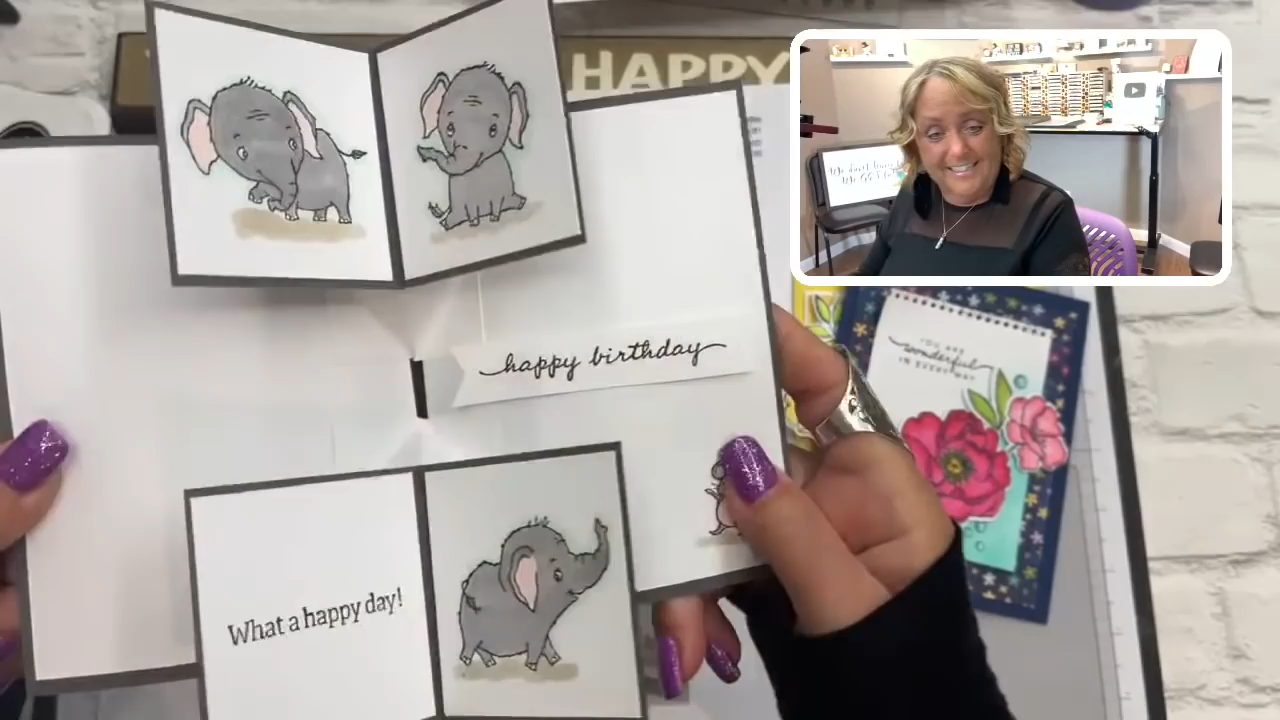 HAPPY
happy birthday
What a happy day!
YOU ARE
wonderful
IN EVERY WAY